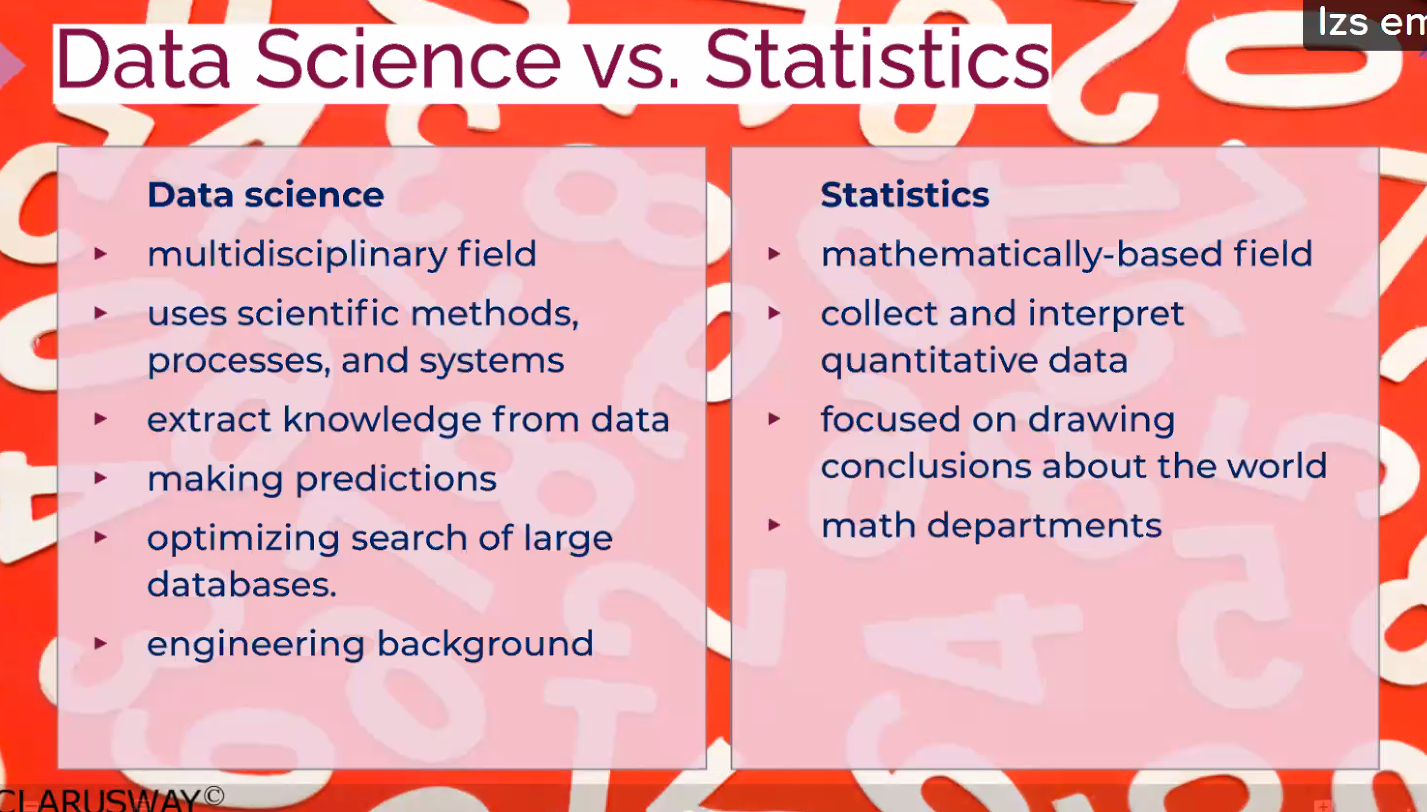 Izs em
Data Science vs. Statistics
Data science
▸ multidisciplinary field
▸ uses scientific methods,
processes, and systems
▸ extract knowledge from data
▸ making predictions
▸ optimizing search of large
databases.
▸ engineering background
Statistics
▸ mathematically-based field
▸ collect and interpret
quantitative data
▸ focused on drawing
conclusions about the world
▸ math departments
CLARUSWAY©